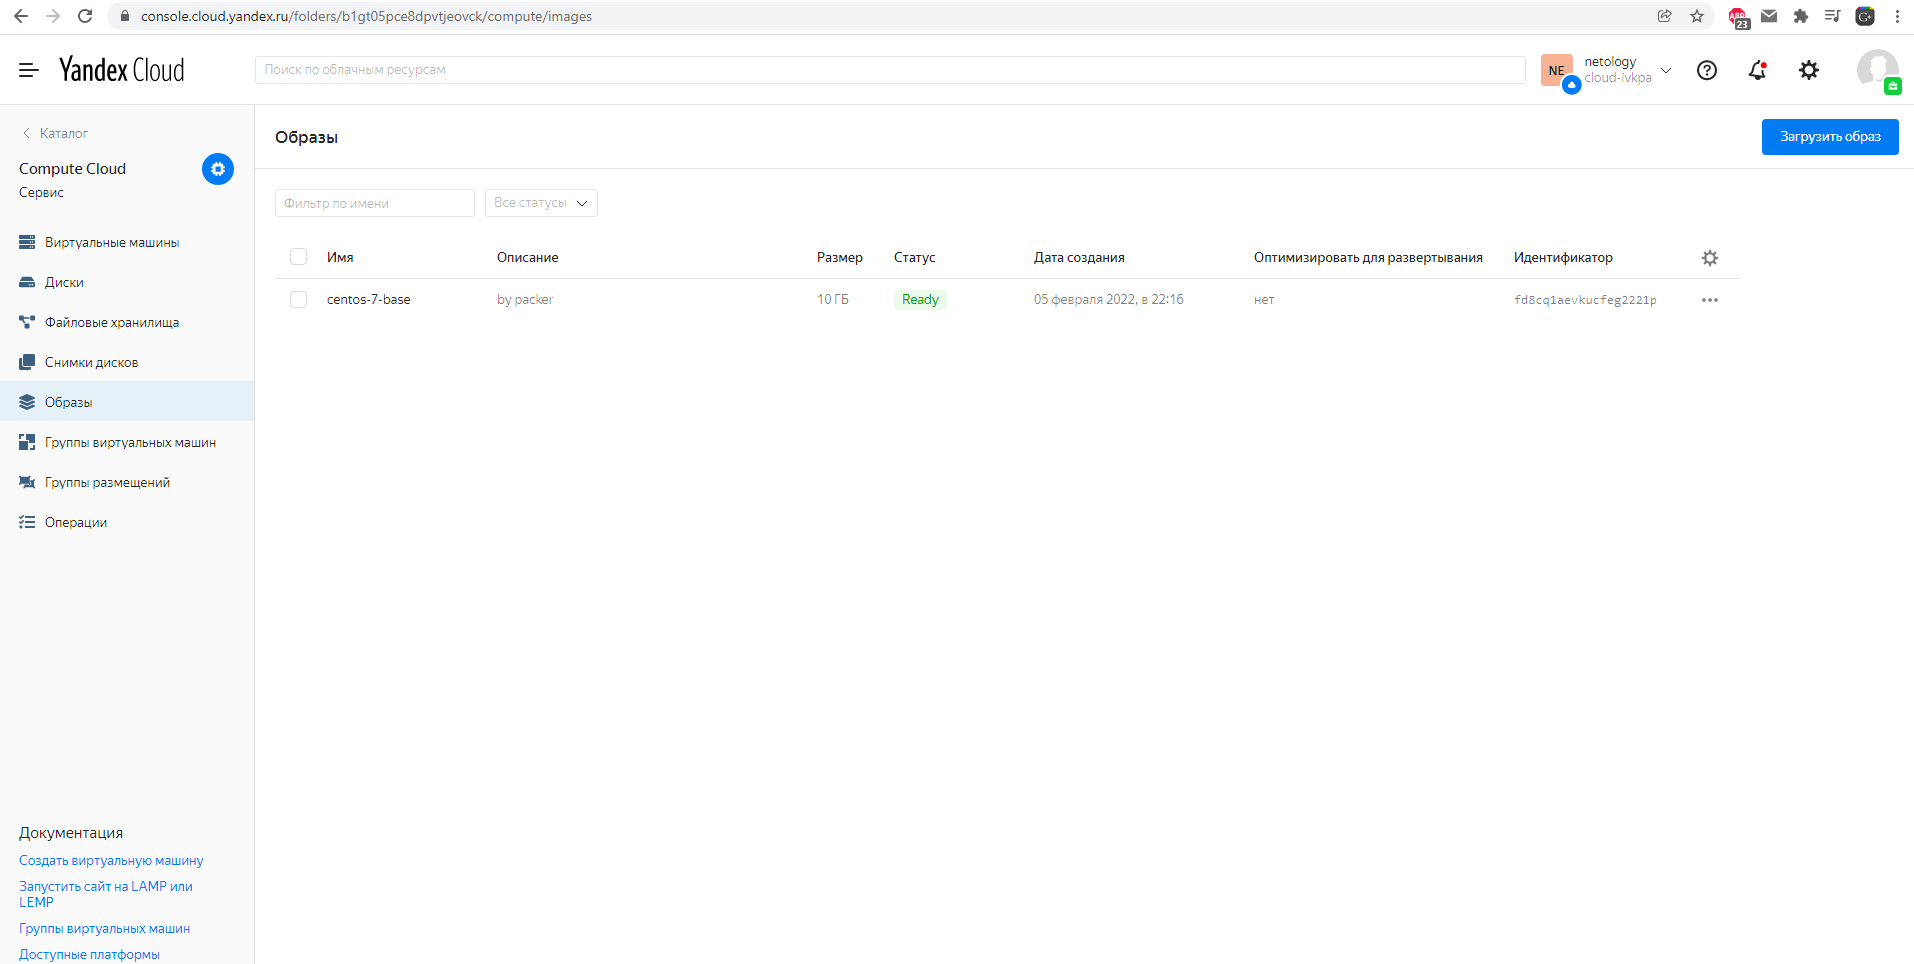 console.cloud.yandex.ru/folders/b1gt05pce8dpvtjeovck/compute/images
ABP
23
G+
Yandex Cloud
Поиск по облачным ресурсам
NE
netology
cloud-ivkpa
Каталог
Compute Cloud
Сервис
Виртуальные машины
Диски
Файловые хранилища
Снимки дисков
Образы
Группы виртуальных машин
Группы размещений
Операции
Документация
Создать виртуальную машину
Запустить сайт на LAMP или
LEMP
Группы виртуальных машин
Доступные платформы
Образы
Загрузить образ
Фильтр по имени
Все статусы
Имя Описание Размер Статус Дата создания Оптимизировать для развертывания Идентификатор
centos-7-base by packer 10 ГБ Ready 05 февраля 2022, в 22:16 нет fd8cq1aevkucfeg2221p